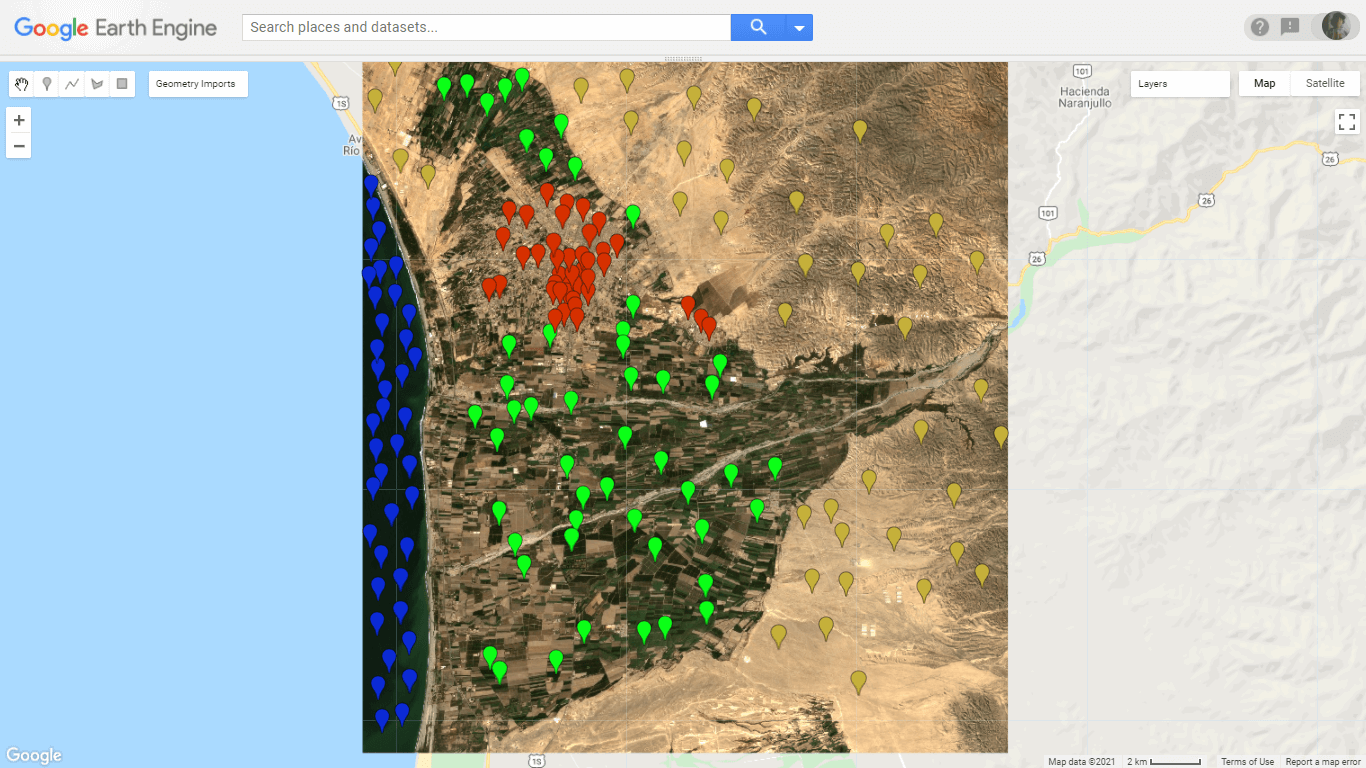 Google Earth Engine
Search places and datasets...
Geometry Imports
Layers
Map
Satellite
1S
Av
Río
101
Hacienda
Naranjullo
26
26
101
26
1S
Google
Map data ©2021
2 km
Terms of Use
Report a map error